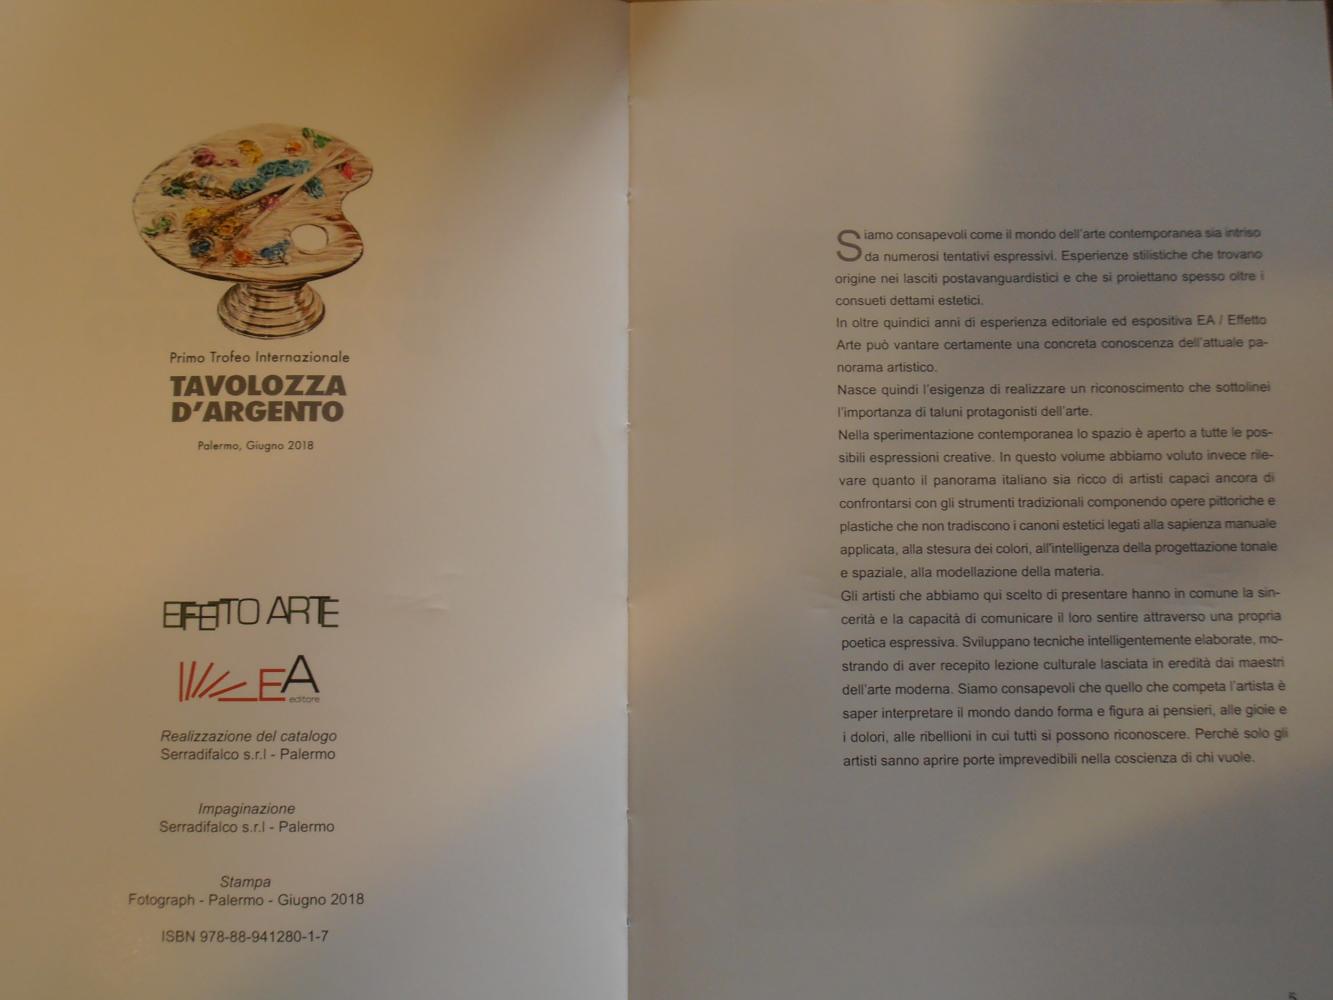 Primo Trofeo Internazionale
TAVOLOZZA
D'ARGENTO
Palermo, Giugno 2018
EFFETTO ARTE
EA
editore
Realizzazione del catalogo
Serradifalco s.r.l - Palermo
Impaginazione
Serradifalco s.r.l - Palermo
Stampa
Fotograph - Palermo - Giugno 2018
ISBN 978-88-941280-1-7
Siamo consapevoli come il mondo dell'arte contemporanea sia intriso
da numerosi tentativi espressivi. Esperienze stilistiche che trovano
origine nei lasciti postavanguardistici e che si proiettano spesso oltre i
consueti dettami estetici.
In oltre quindici anni di esperienza editoriale ed espositiva EA / Effetto
Arte può vantare certamente una concreta conoscenza dell'attuale pa-
norama artistico.
Nasce quindi l'esigenza di realizzare un riconoscimento che sottolinei
l'importanza di taluni protagonisti dell'arte.
Nella sperimentazione contemporanea lo spazio è aperto a tutte le pos-
sibili espressioni creative. In questo volume abbiamo voluto invece rile-
vare quanto il panorama italiano sia ricco di artisti capaci ancora di
confrontarsi con gli strumenti tradizionali componendo opere pittoriche e
plastiche che non tradiscono i canoni estetici legati alla sapienza manuale
applicata, alla stesura dei colori, all'intelligenza della progettazione tonale
e spaziale, alla modellazione della materia.
Gli artisti che abbiamo qui scelto di presentare hanno in comune la sin-
cerità e la capacità di comunicare il loro sentire attraverso una propria
poetica espressiva. Sviluppano tecniche intelligentemente elaborate, mo-
strando di aver recepito lezione culturale lasciata in eredità dai maestri
dell'arte moderna. Siamo consapevoli che quello che competa l'artista è
saper interpretare il mondo dando forma e figura ai pensieri, alle gioie e
i dolori, alle ribellioni in cui tutti si possono riconoscere. Perchè solo gli
artisti sanno aprire porte imprevedibili nella coscienza di chi vuole.